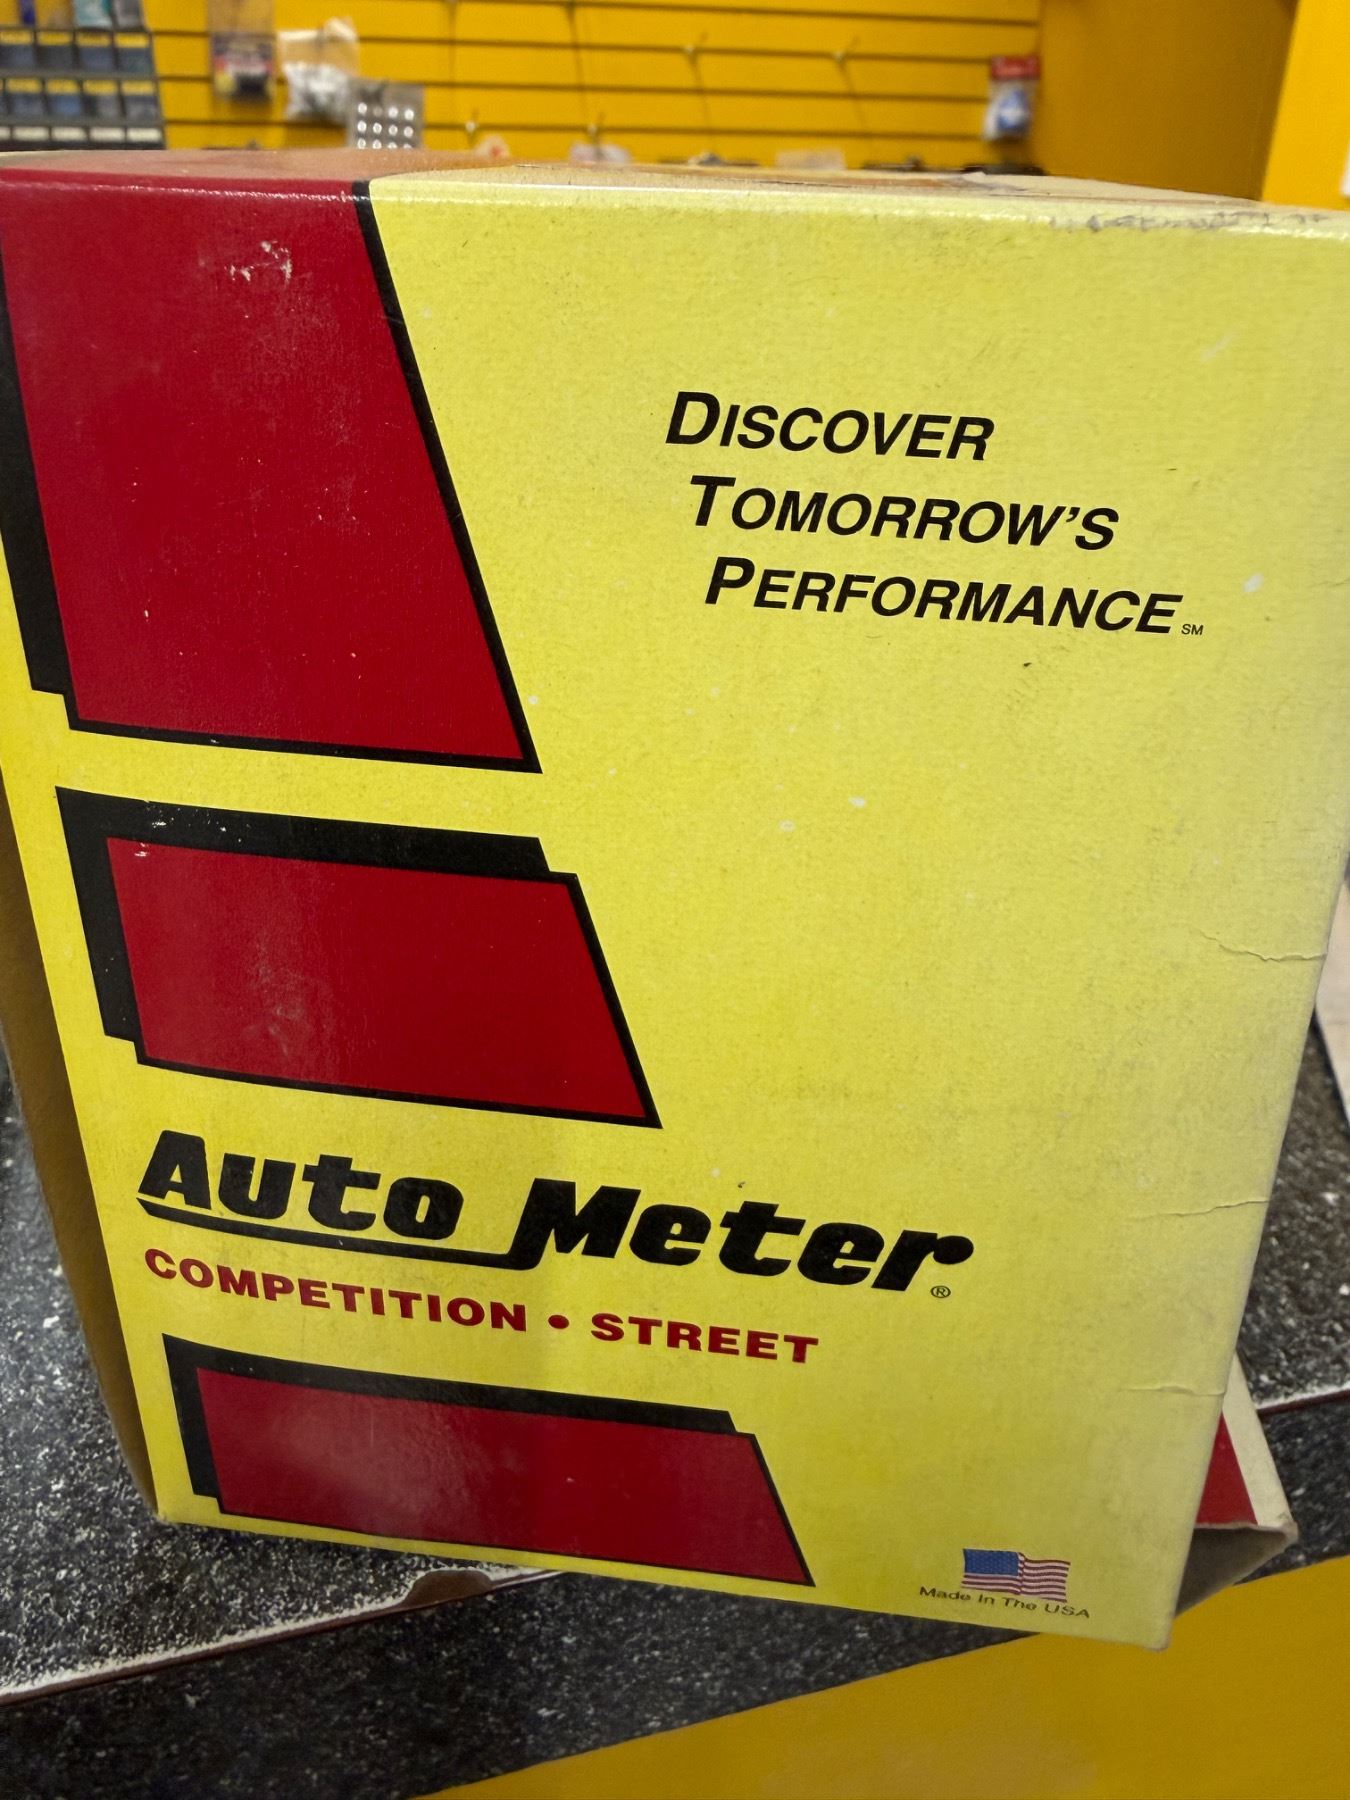 DISCOVER
TOMORROW'S
PERFORMANCE SM
Auto Meter®
COMPETITION • STREET
Made In The USA